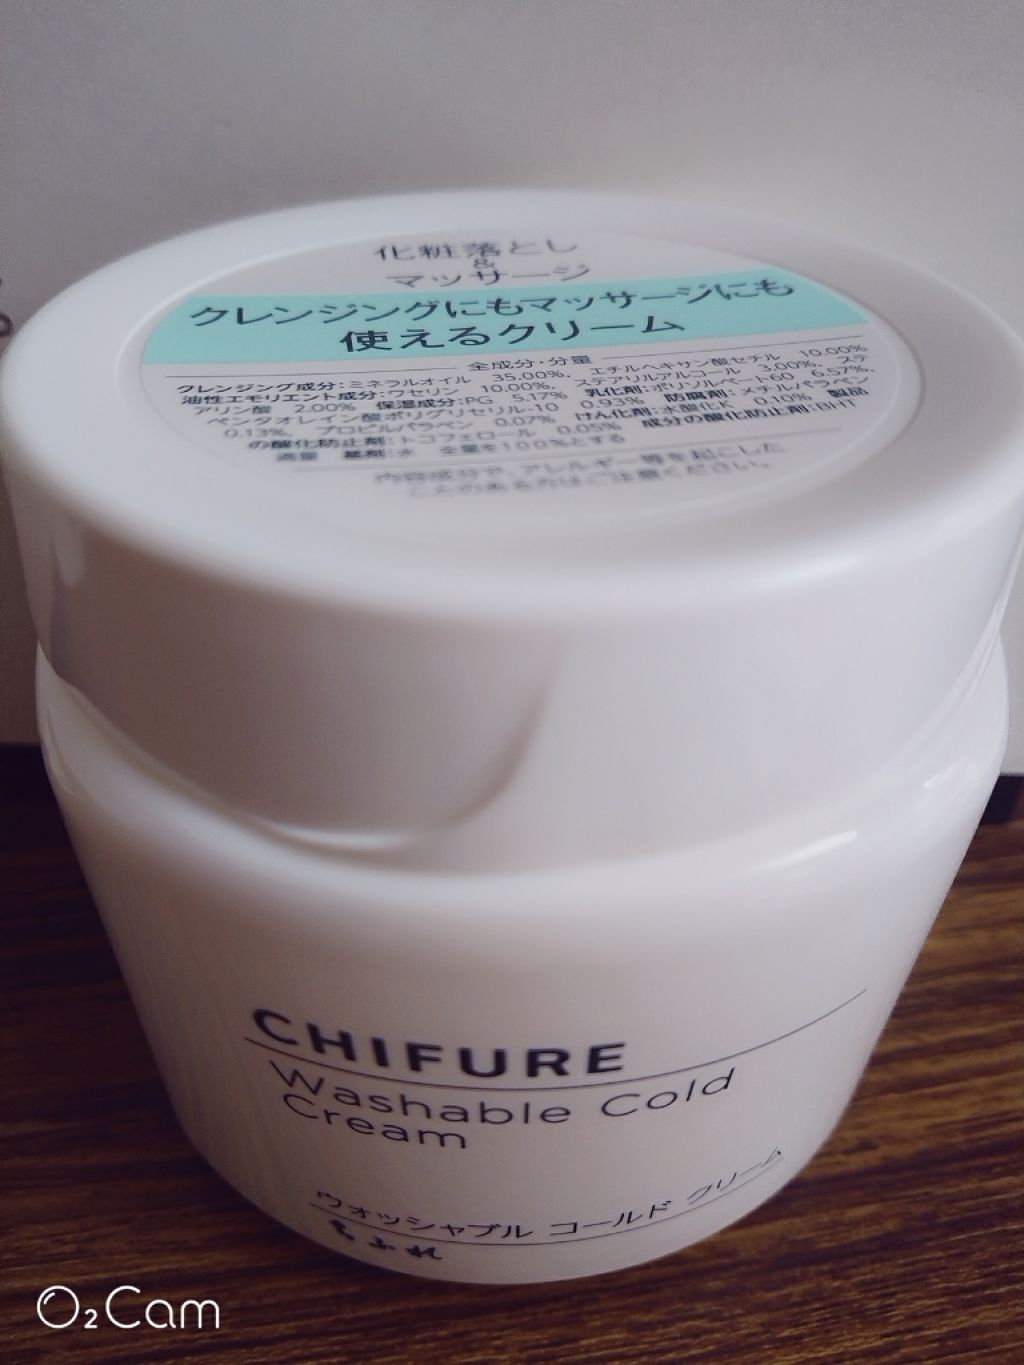 化粧落とし
&
マッサージ
クレンジングにもマッサージにも
使えるクリーム
全成分・分量
クレンジング成分:ミネラルオイル 35.00%、エチルヘキサン酸セチル 10.00%
油性エモリエント成分:ワセリン 10.00%、ステアリルアルコール 3.00%、ステ
アリン酸 2.00% 保湿成分:PG 5.17% 乳化剤:ポリソルベート60 6.57%、
ペンタオレイン酸ポリグリセリル-10 0.93% 防腐剤:メチルパラベン
0.13%、プロピルパラベン 0.07% けん化剤:水酸化K 0.10% 製品
の酸化防止剤:トコフェロール 0.05% 成分の酸化防止剤:BHT
適量 基剤:水 全量を100%とする
内容成分で、アレルギー等を起こした
ことのある方はご注意ください。
CHIFURE
Washable Cold
Cream
ウォッシャブル コールド クリーム
ちふれ
O₂Cam